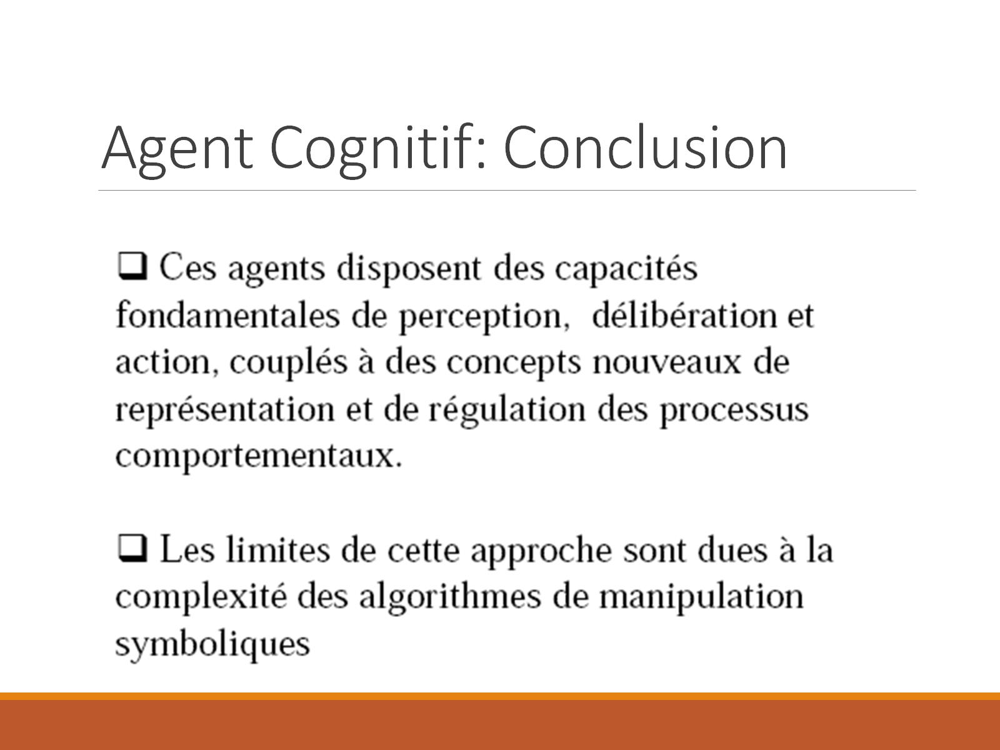 Agent Cognitif: Conclusion
❑ Ces agents disposent des capacités
fondamentales de perception, délibération et
action, couplés à des concepts nouveaux de
représentation et de régulation des processus
comportementaux.
❑ Les limites de cette approche sont dues à la
complexité des algorithmes de manipulation
symboliques